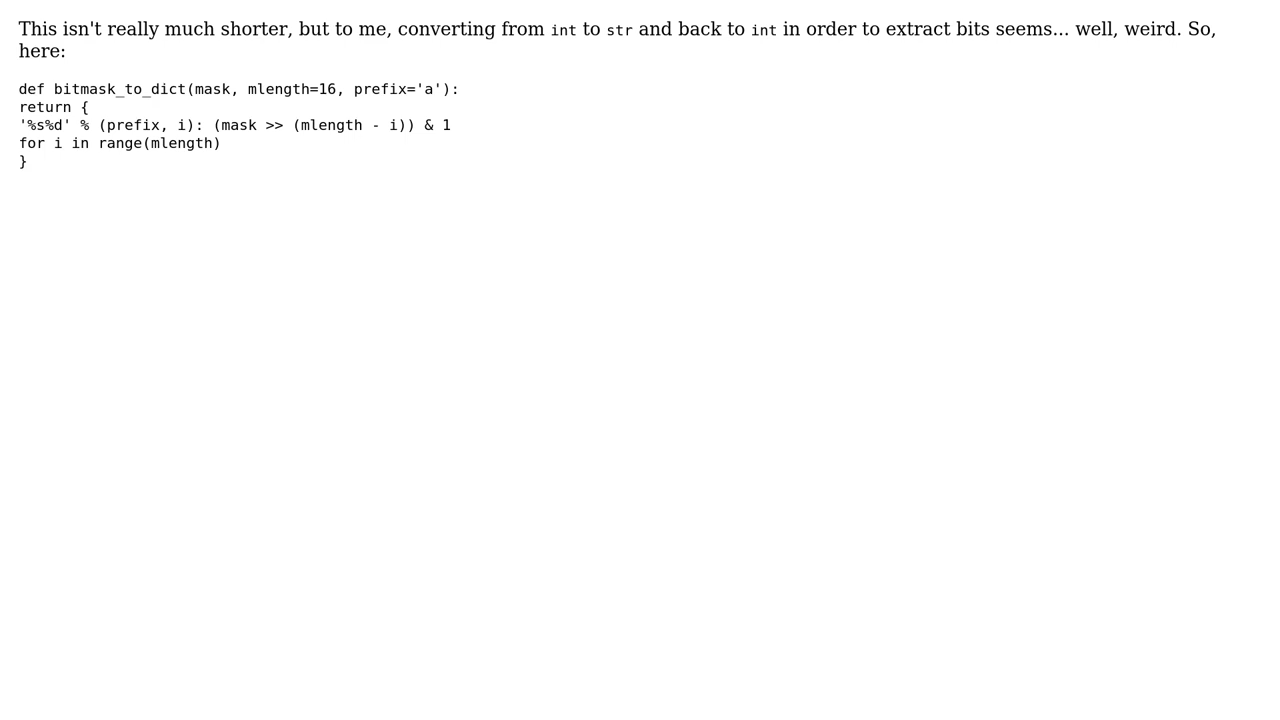 This isn't really much shorter, but to me, converting from int to str and back to int in order to extract bits seems... well, weird. So,
here:
def bitmask_to_dict(mask, mlength=16, prefix='a'):
return {
'%s%d' % (prefix, i): (mask >> (mlength - i)) & 1
for i in range(mlength)
}